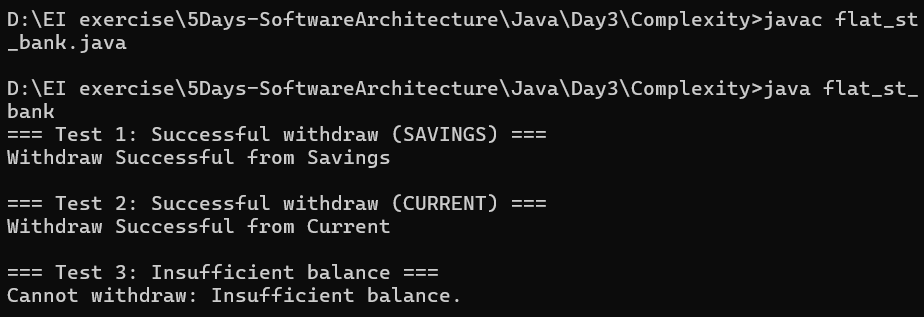 D:\EI exercise\5Days-SoftwareArchitecture\Java\Day3\Complexity>javac flat_st
_bank.java
D:\EI exercise\5Days-SoftwareArchitecture\Java\Day3\Complexity>java flat_st_
bank
=== Test 1: Successful withdraw (SAVINGS) ===
Withdraw Successful from Savings
=== Test 2: Successful withdraw (CURRENT) ===
Withdraw Successful from Current
=== Test 3: Insufficient balance ===
Cannot withdraw: Insufficient balance.